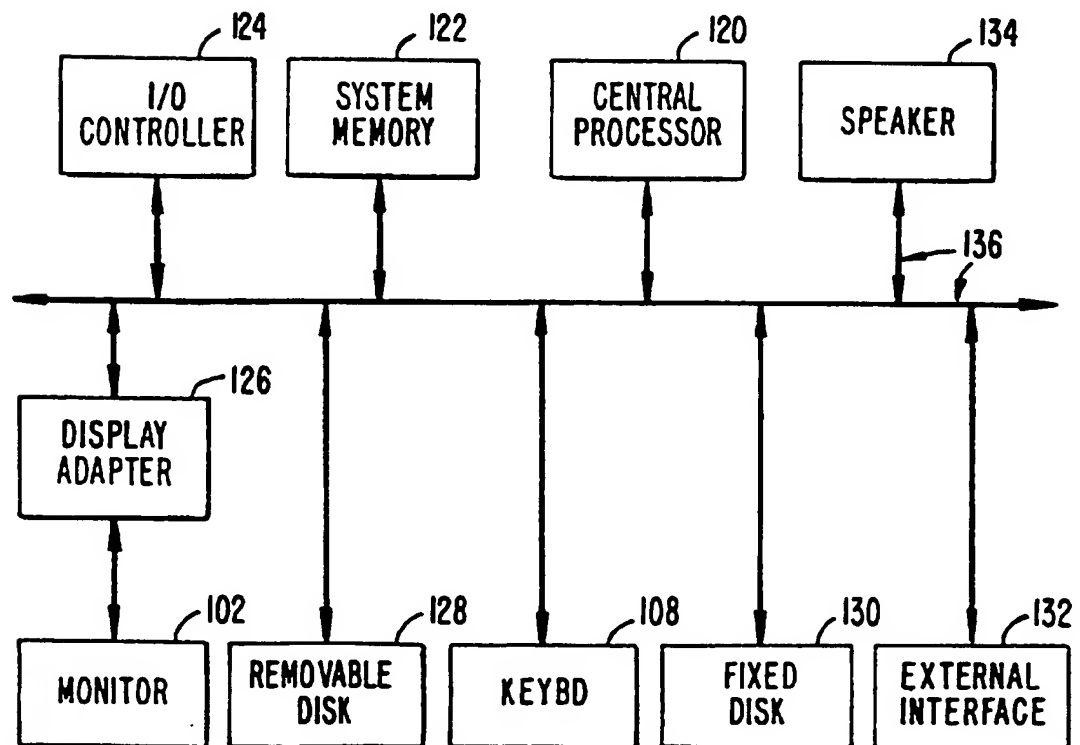 124
122
120
134
I/O
CONTROLLER
SYSTEM
MEMORY
CENTRAL
PROCESSOR
SPEAKER
136
126
DISPLAY
ADAPTER
102
128
108
130
132
MONITOR
REMOVABLE
DISK
KEYBD
FIXED
DISK
EXTERNAL
INTERFACE